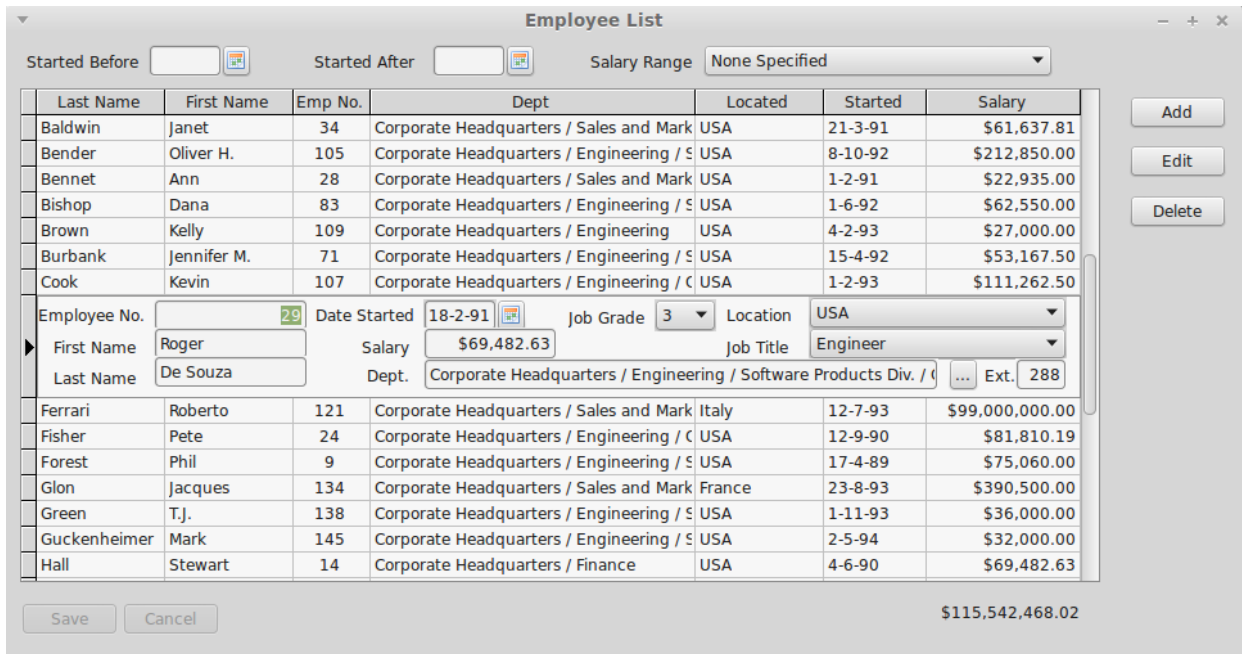 Employee List
Started Before Started After Salary Range None Specified
Last Name First Name Emp No. Dept Located Started Salary
Add
Baldwin Janet 34 Corporate Headquarters / Sales and Mark USA 21-3-91 $61,637.81
Bender Oliver H. 105 Corporate Headquarters / Engineering / S USA 8-10-92 $212,850.00
Edit
Bennet Ann 28 Corporate Headquarters / Sales and Mark USA 1-2-91 $22,935.00
Bishop Dana 83 Corporate Headquarters / Engineering / S USA 1-6-92 $62,550.00
Delete
Brown Kelly 109 Corporate Headquarters / Engineering USA 4-2-93 $27,000.00
Burbank Jennifer M. 71 Corporate Headquarters / Engineering / S USA 15-4-92 $53,167.50
Cook Kevin 107 Corporate Headquarters / Engineering / C USA 1-2-93 $111,262.50
Employee No. 29 Date Started 18-2-91 Job Grade 3 Location USA
First Name Roger Salary $69,482.63 Job Title Engineer
Last Name De Souza Dept. Corporate Headquarters / Engineering / Software Products Div. / ... Ext. 288
Ferrari Roberto 121 Corporate Headquarters / Sales and Mark Italy 12-7-93 $99,000,000.00
Fisher Pete 24 Corporate Headquarters / Engineering / C USA 12-9-90 $81,810.19
Forest Phil 9 Corporate Headquarters / Engineering / S USA 17-4-89 $75,060.00
Glon Jacques 134 Corporate Headquarters / Sales and Mark France 23-8-93 $390,500.00
Green T.J. 138 Corporate Headquarters / Engineering / S USA 1-11-93 $36,000.00
Guckenheimer Mark 145 Corporate Headquarters / Engineering / S USA 2-5-94 $32,000.00
Hall Stewart 14 Corporate Headquarters / Finance USA 4-6-90 $69,482.63
Save Cancel $115,542,468.02